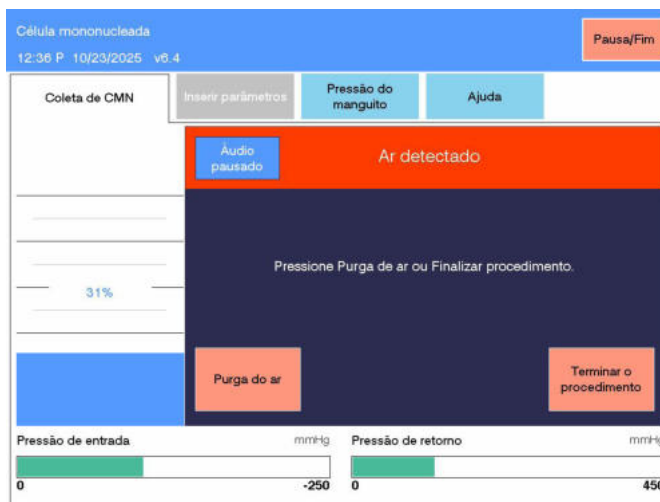 Célula mononucleada
12:36 P 10/23/2025 v6.4
Pausa/Fim
Coleta de CMN
Inserir parâmetros
Pressão do
manguito
Ajuda
Áudio
pausado
Ar detectado
Pressione Purga de ar ou Finalizar procedimento.
31%
Purga do ar
Terminar o
procedimento
Pressão de entrada
mmHg
Pressão de retorno
mmHg
0
-250
0
450